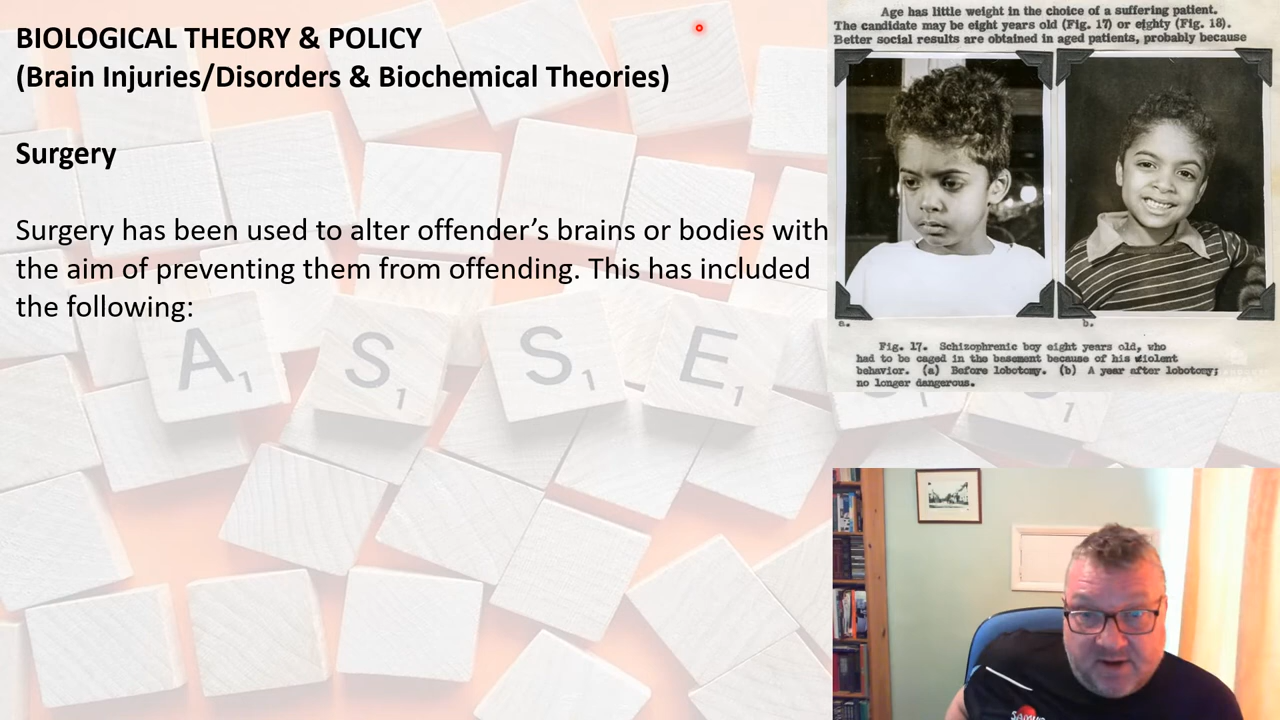 BIOLOGICAL THEORY & POLICY
(Brain Injuries/Disorders & Biochemical Theories)
Surgery
Surgery has been used to alter offender’s brains or bodies with
the aim of preventing them from offending. This has included
the following:
A1 S1 S1 E
1
Age has little weight in the choice of a suffering patient.
The candidate may be eight years old (Fig. 17) or eighty (Fig. 18).
Better social results are obtained in aged patients, probably because
a. b.
Fig. 17. Schizophrenic boy eight years old, who
had to be caged in the basement because of his violent
behavior. (a) Before lobotomy. (b) A year after lobotomy;
no longer dangerous.